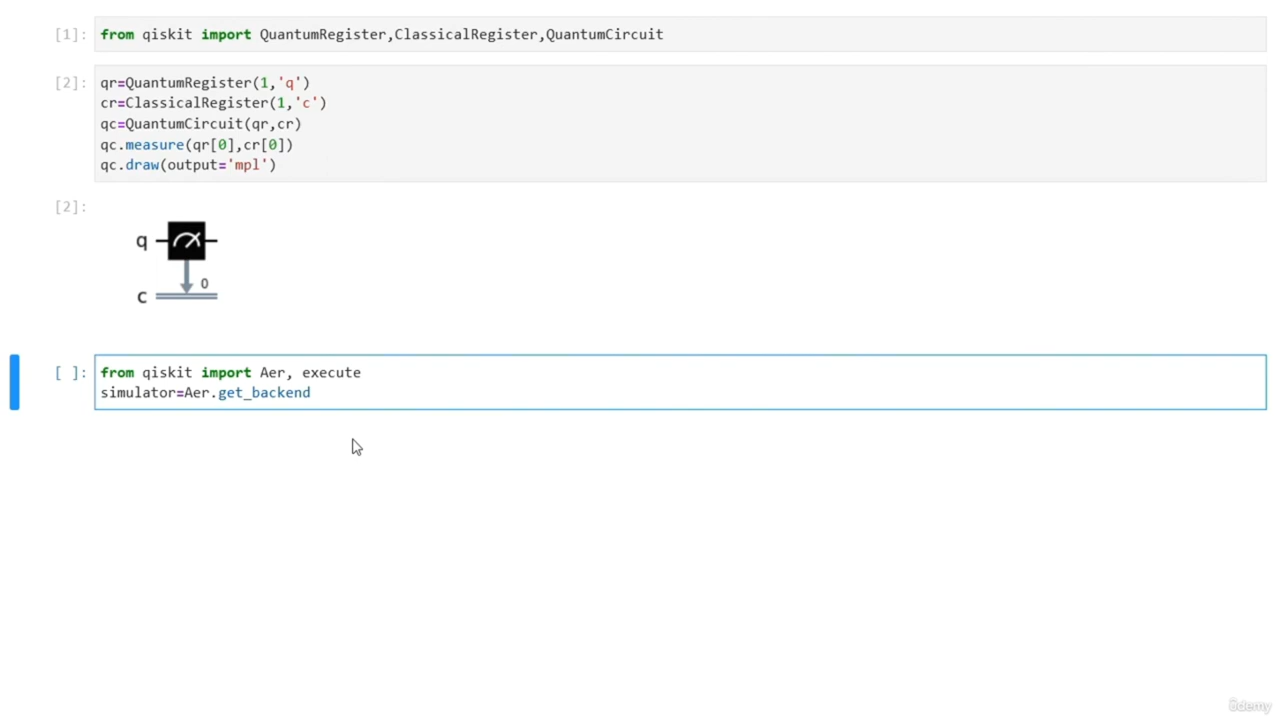 [1]: from qiskit import QuantumRegister,ClassicalRegister,QuantumCircuit
[2]: qr=QuantumRegister(1,'q')
cr=ClassicalRegister(1,'c')
qc=QuantumCircuit(qr,cr)
qc.measure(qr[0],cr[0])
qc.draw(output='mpl')
[2]:
q
0
c
[ ]: from qiskit import Aer, execute
simulator=Aer.get_backend
ûdemy